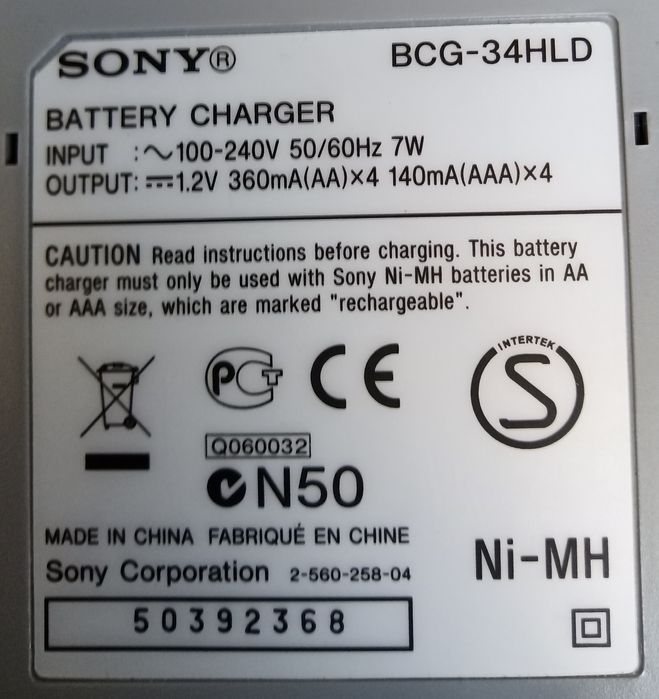 SONY®
BCG-34HLD
BATTERY CHARGER
INPUT :～100-240V 50/60Hz 7W
OUTPUT: ⎓1.2V 360mA(AA)×4 140mA(AAA)×4
CAUTION Read instructions before charging. This battery
charger must only be used with Sony Ni-MH batteries in AA
or AAA size, which are marked "rechargeable".
PCT
CE
INTERTEK
S
Q060032
N50
MADE IN CHINA FABRIQUÉ EN CHINE
Sony Corporation 2-560-258-04
Ni-MH
50392368